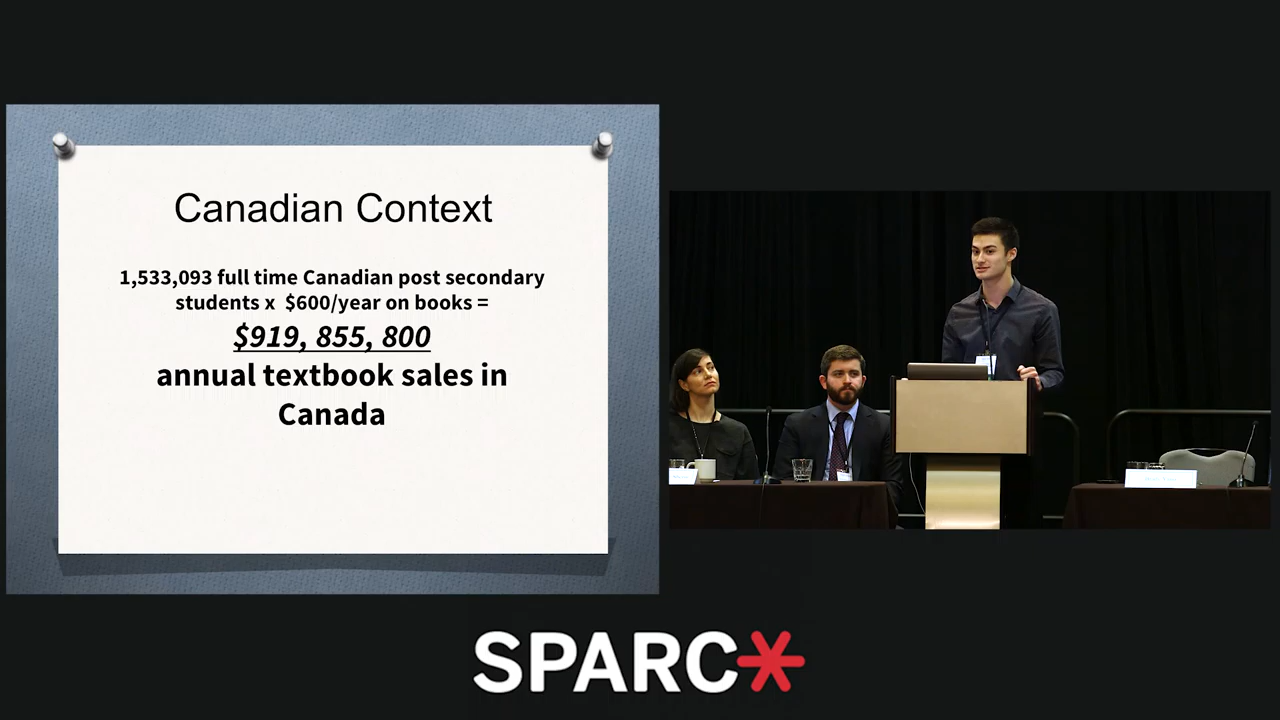 Canadian Context
1,533,093 full time Canadian post secondary
students x $600/year on books =
$919, 855, 800
annual textbook sales in
Canada
SPARC*